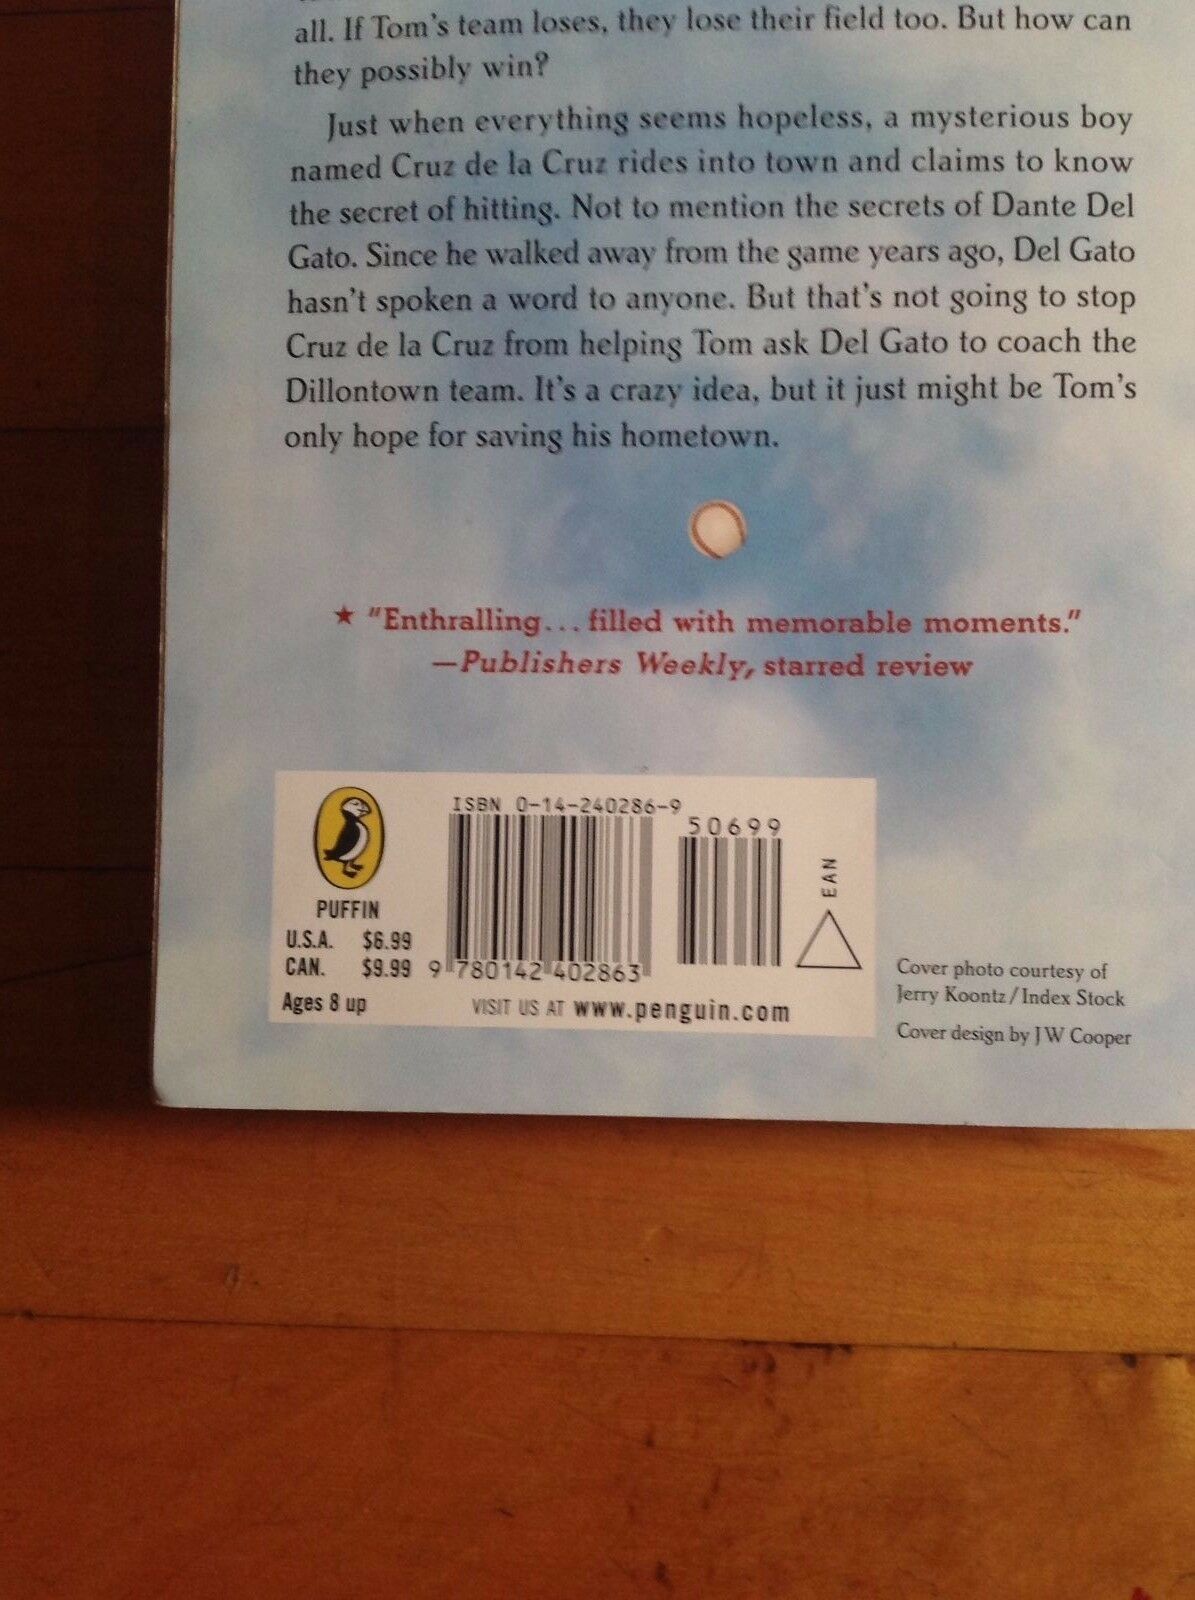 all. If Tom's team loses, they lose their field too. But how can
they possibly win?
Just when everything seems hopeless, a mysterious boy
named Cruz de la Cruz rides into town and claims to know
the secret of hitting. Not to mention the secrets of Dante Del
Gato. Since he walked away from the game years ago, Del Gato
hasn't spoken a word to anyone. But that's not going to stop
Cruz de la Cruz from helping Tom ask Del Gato to coach the
Dillontown team. It's a crazy idea, but it just might be Tom's
only hope for saving his hometown.
★ "Enthralling... filled with memorable moments."
—Publishers Weekly, starred review
ISBN 0-14-240286-9
50699
EAN
PUFFIN
U.S.A. $6.99
CAN. $9.99
9 780142 402863
Ages 8 up
VISIT US AT www.penguin.com
Cover photo courtesy of
Jerry Koontz/Index Stock
Cover design by J W Cooper